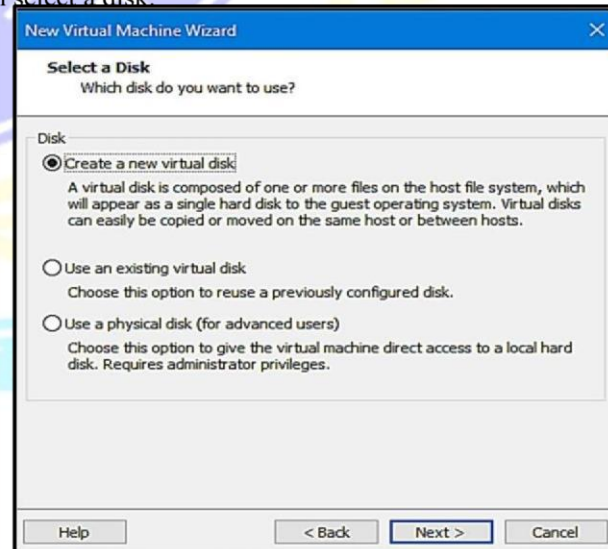 select a disk.
New Virtual Machine Wizard
Select a Disk
Which disk do you want to use?
Disk
Create a new virtual disk
A virtual disk is composed of one or more files on the host file system, which
will appear as a single hard disk to the guest operating system. Virtual disks
can easily be copied or moved on the same host or between hosts.
Use an existing virtual disk
Choose this option to reuse a previously configured disk.
Use a physical disk (for advanced users)
Choose this option to give the virtual machine direct access to a local hard
disk. Requires administrator privileges.
Help < Back Next > Cancel